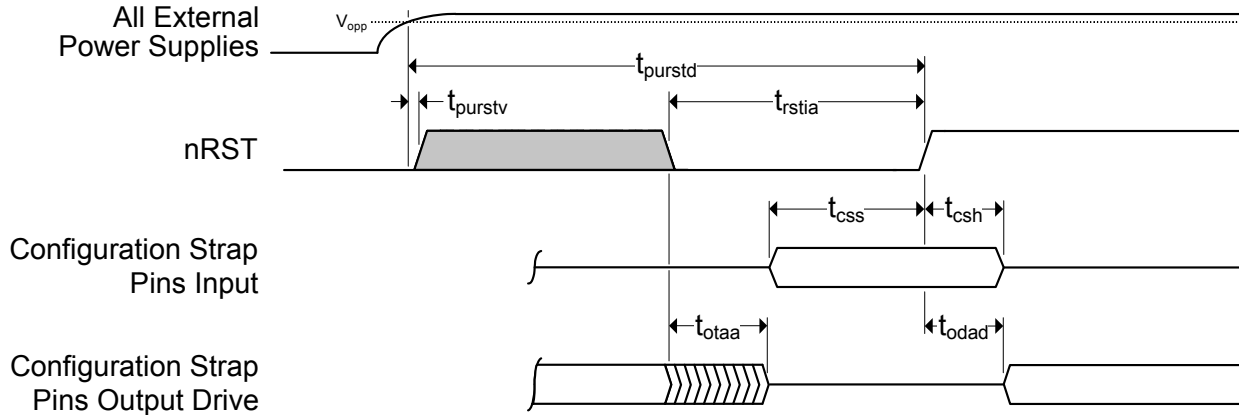 All External
Power Supplies
Vopp
tpurstd
tpurstv
trstia
nRST
tcss
tcsh
Configuration Strap
Pins Input
totaa
todad
Configuration Strap
Pins Output Drive